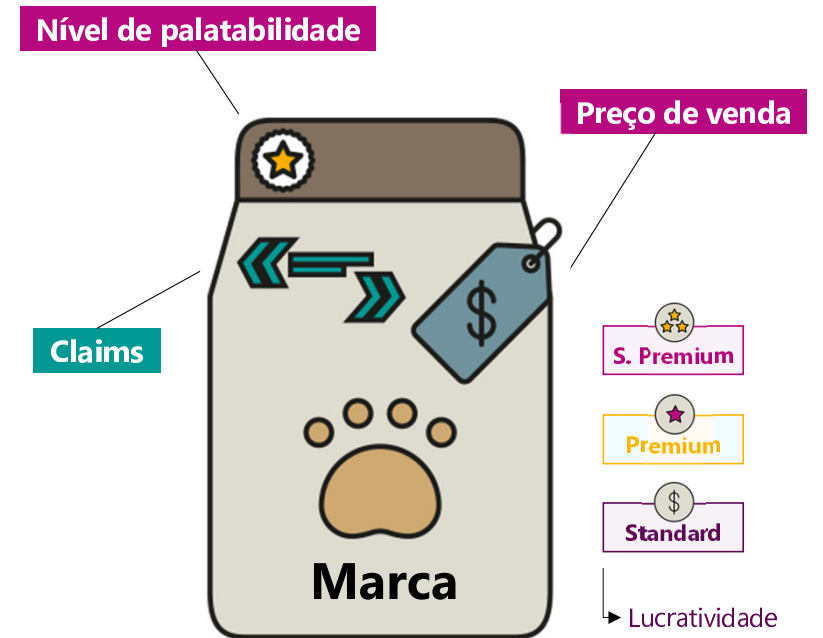 Nível de palatabilidade
Preço de venda
$
Claims
S. Premium
Premium
$
Standard
Marca
Lucratividade